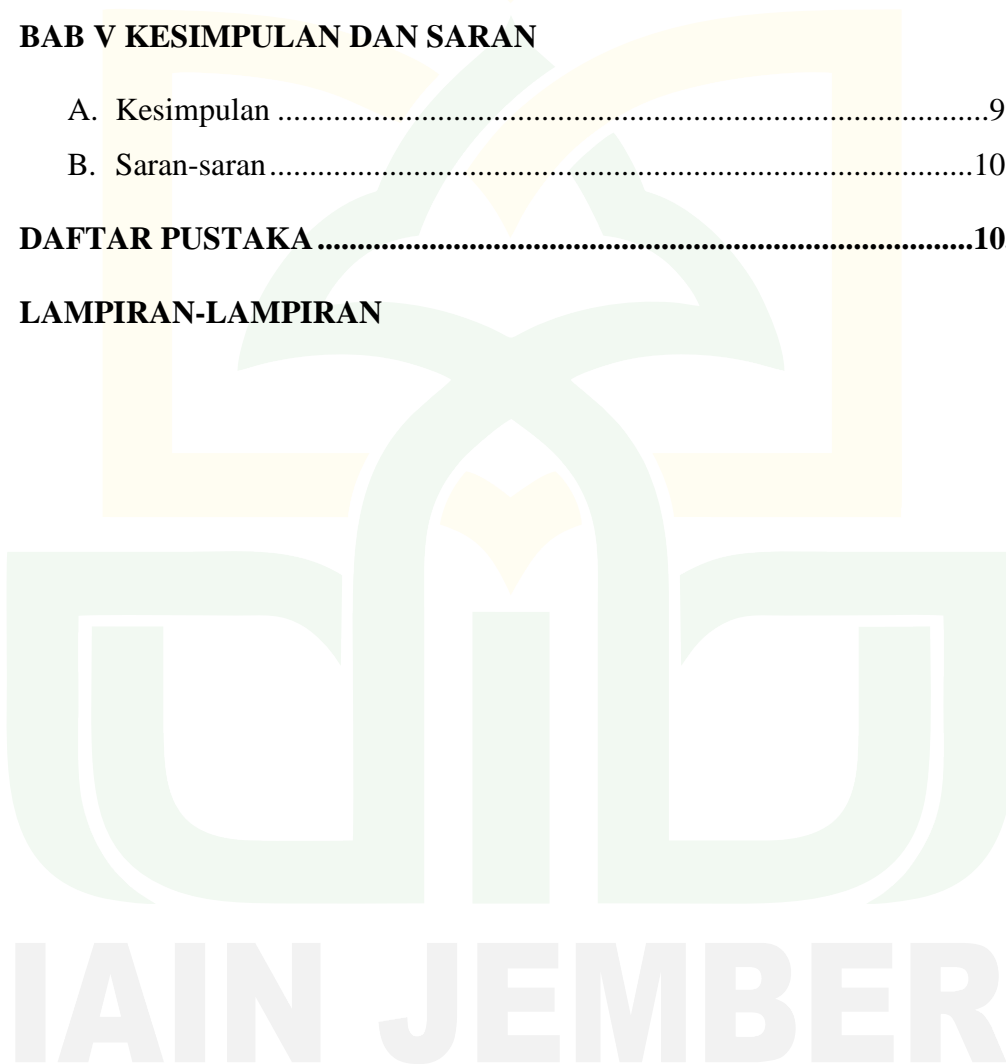 BAB V KESIMPULAN DAN SARAN
A. Kesimpulan .........................................................................................9
B. Saran-saran........................................................................................10
DAFTAR PUSTAKA....................................................................................10
LAMPIRAN-LAMPIRAN
IAIN JEMBER